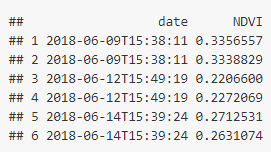 ##                  date      NDVI
## 1 2018-06-09T15:38:11 0.3356557
## 2 2018-06-09T15:38:11 0.3338829
## 3 2018-06-12T15:49:19 0.2206600
## 4 2018-06-12T15:49:19 0.2272069
## 5 2018-06-14T15:39:24 0.2712531
## 6 2018-06-14T15:39:24 0.2631074